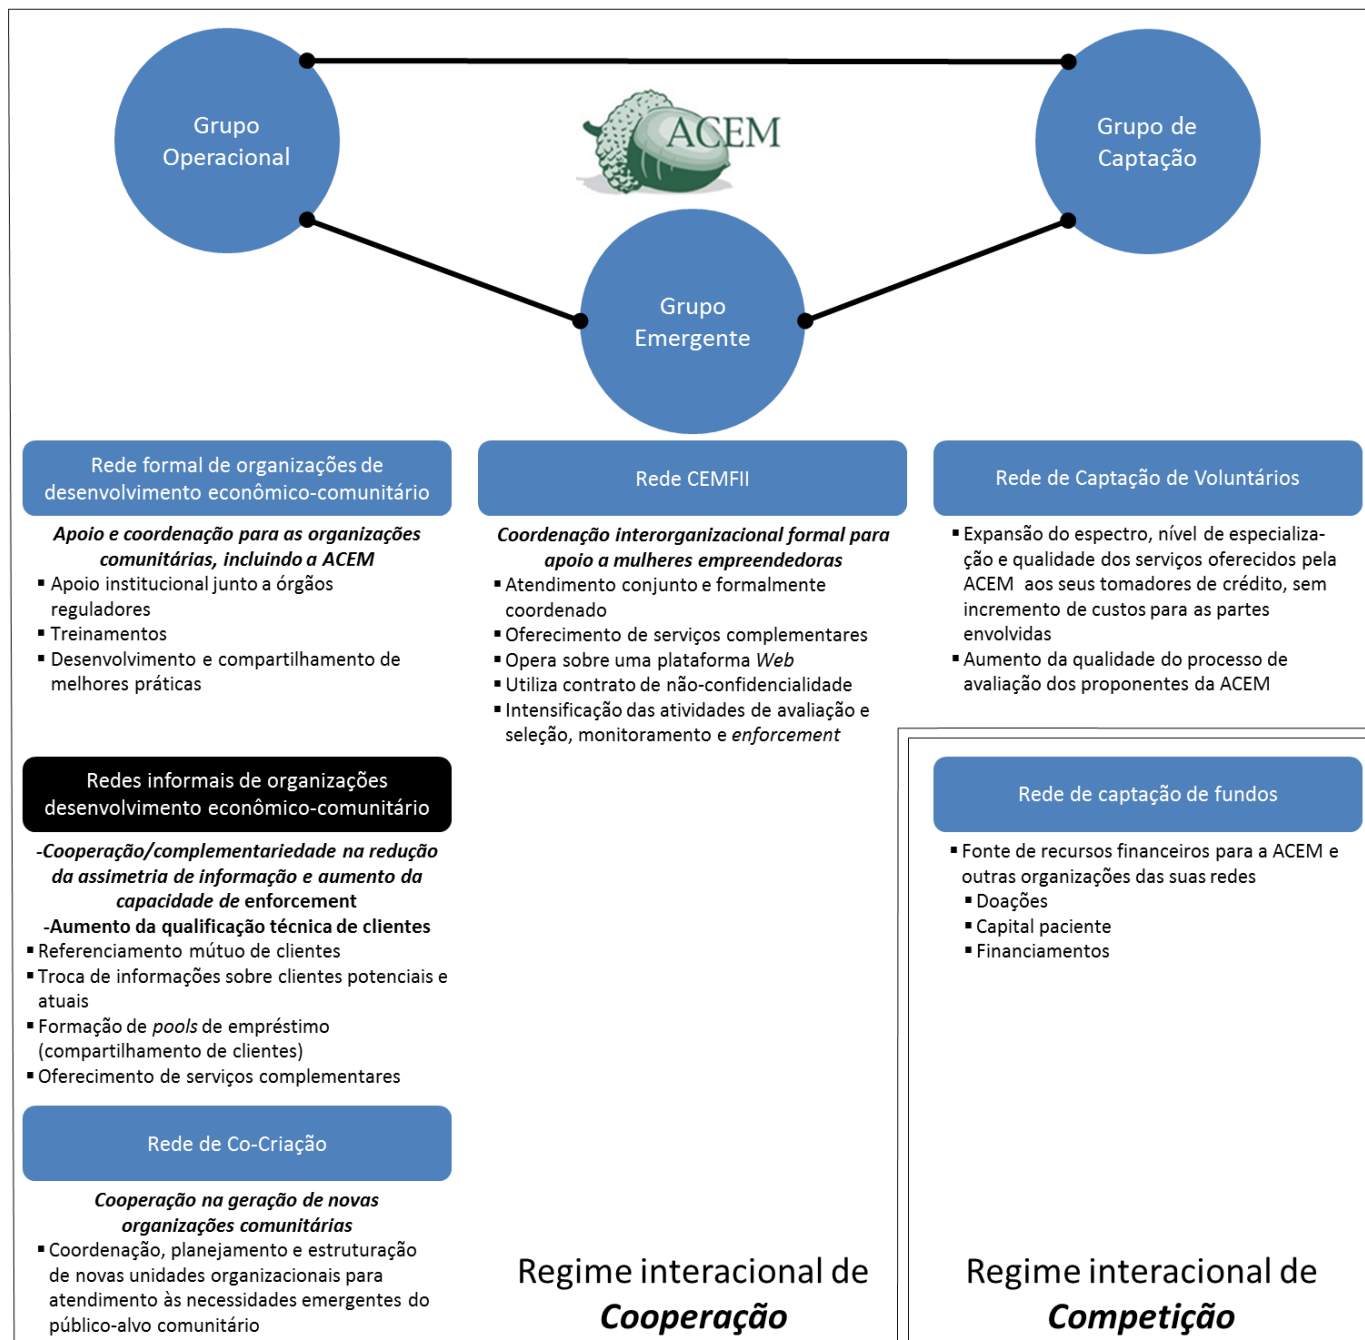 Grupo
Operacional
ACEM
Grupo de
Captação
Grupo
Emergente
Rede formal de organizações de
desenvolvimento econômico-comunitário
Apoio e coordenação para as organizações
comunitárias, incluindo a ACEM
▪ Apoio institucional junto a órgãos
reguladores
▪ Treinamentos
▪ Desenvolvimento e compartilhamento de
melhores práticas
Redes informais de organizações
desenvolvimento econômico-comunitário
-Cooperação/complementariedade na redução
da assimetria de informação e aumento da
capacidade de enforcement
-Aumento da qualificação técnica de clientes
▪ Referenciamento mútuo de clientes
▪ Troca de informações sobre clientes potenciais e
atuais
▪ Formação de pools de empréstimo
(compartilhamento de clientes)
▪ Oferecimento de serviços complementares
Rede de Co-Criação
Cooperação na geração de novas
organizações comunitárias
▪ Coordenação, planejamento e estruturação
de novas unidades organizacionais para
atendimento às necessidades emergentes do
público-alvo comunitário
Rede CEMFII
Coordenação interorganizacional formal para
apoio a mulheres empreendedoras
▪ Atendimento conjunto e formalmente
coordenado
▪ Oferecimento de serviços complementares
▪ Opera sobre uma plataforma Web
▪ Utiliza contrato de não-confidencialidade
▪ Intensificação das atividades de avaliação e
seleção, monitoramento e enforcement
Regime interacional de
Cooperação
Rede de Captação de Voluntários
▪ Expansão do espectro, nível de especializa-
ção e qualidade dos serviços oferecidos pela
ACEM aos seus tomadores de crédito, sem
incremento de custos para as partes
envolvidas
▪ Aumento da qualidade do processo de
avaliação dos proponentes da ACEM
Rede de captação de fundos
▪ Fonte de recursos financeiros para a ACEM e
outras organizações das suas redes
▪ Doações
▪ Capital paciente
▪ Financiamentos
Regime interacional de
Competição